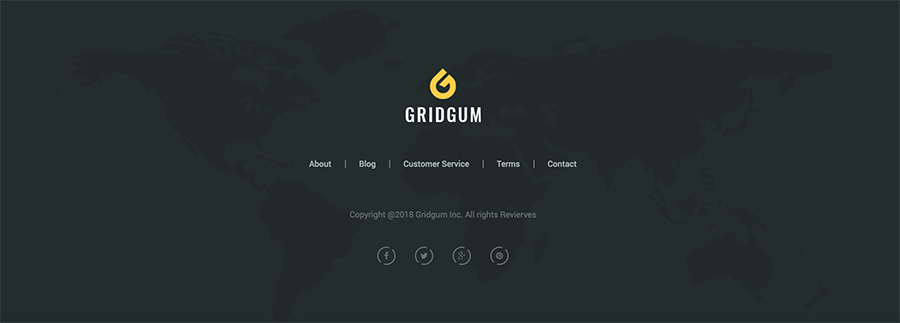 GRIDGUM
About | Blog | Customer Service | Terms | Contact
Copyright @2018 Gridgum Inc. All rights Revierves